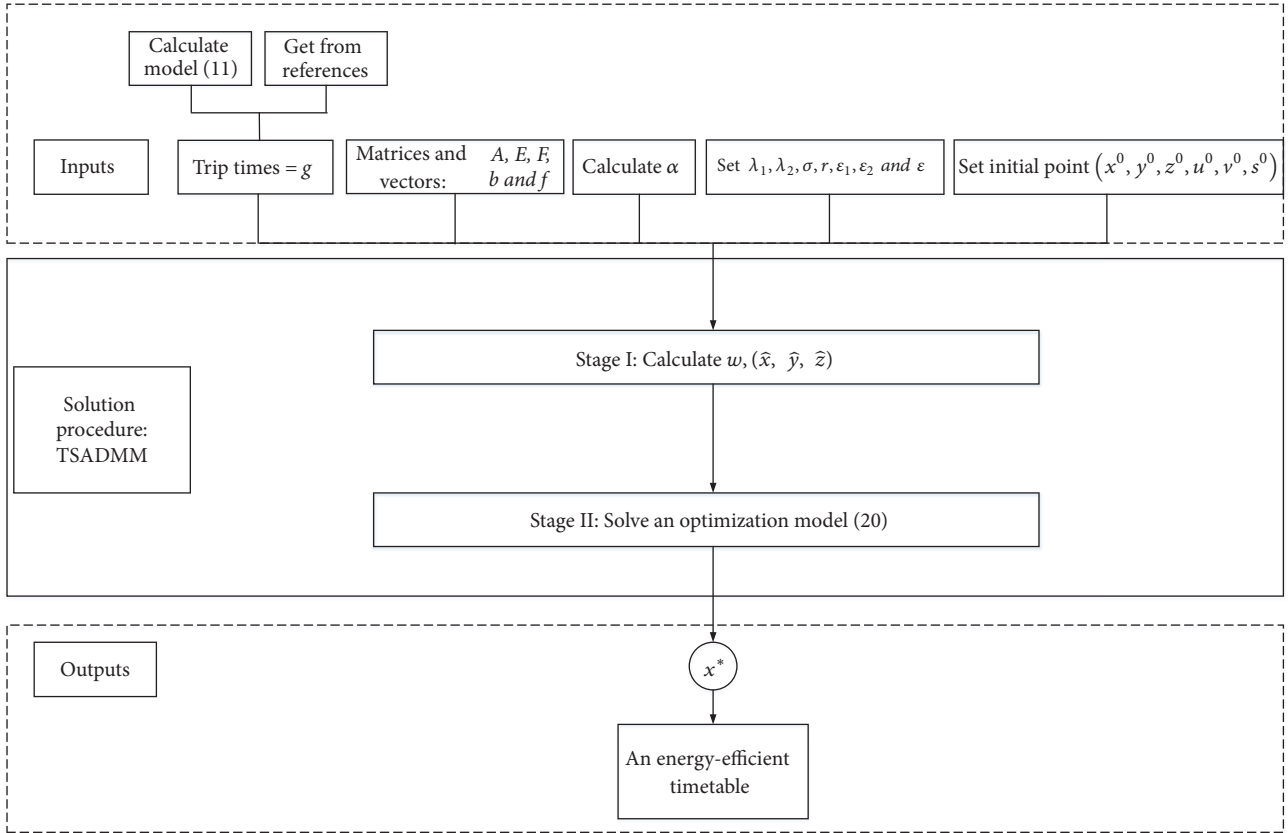 Calculate
model (11)
Get from
references
Inputs
Trip times = g
Matrices and vectors:
A, E, F,
b and f
Calculate α
Set λ₁, λ₂, σ, r, ε₁, ε₂ and ε
Set initial point (x⁰, y⁰, z⁰, u⁰, v⁰, s⁰)
Stage I: Calculate w, (x̂, ŷ, ẑ)
Solution
procedure:
TSADMM
Stage II: Solve an optimization model (20)
Outputs
x*
An energy-efficient
timetable